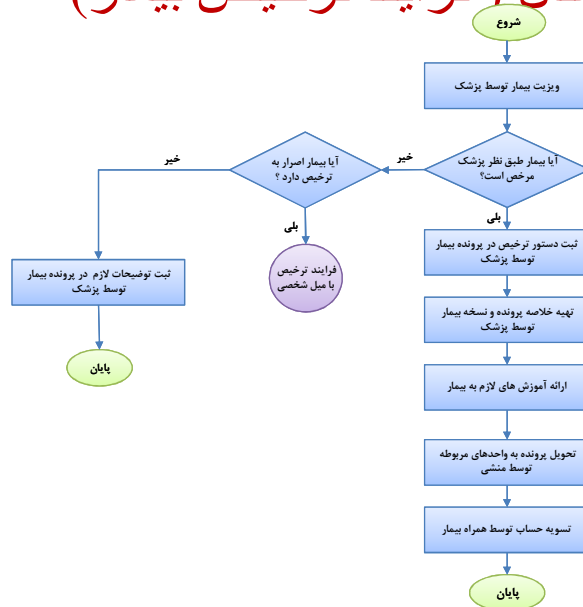 شروع
ویزیت بیمار توسط پزشک
آیا بیمار طبق نظر پزشک
مرخص است؟
خیر
آیا بیمار اصرار به
ترخیص دارد ؟
خیر
بلی
بلی
ثبت دستور ترخیص در پرونده بیمار
توسط پزشک
فرایند ترخیص
با میل شخصی
ثبت توضیحات لازم در پرونده بیمار
توسط پزشک
تهیه خلاصه پرونده و نسخه بیمار
توسط پزشک
پایان
ارائه آموزش های لازم به بیمار
تحویل پرونده به واحدهای مربوطه
توسط منشی
تسویه حساب توسط همراه بیمار
پایان